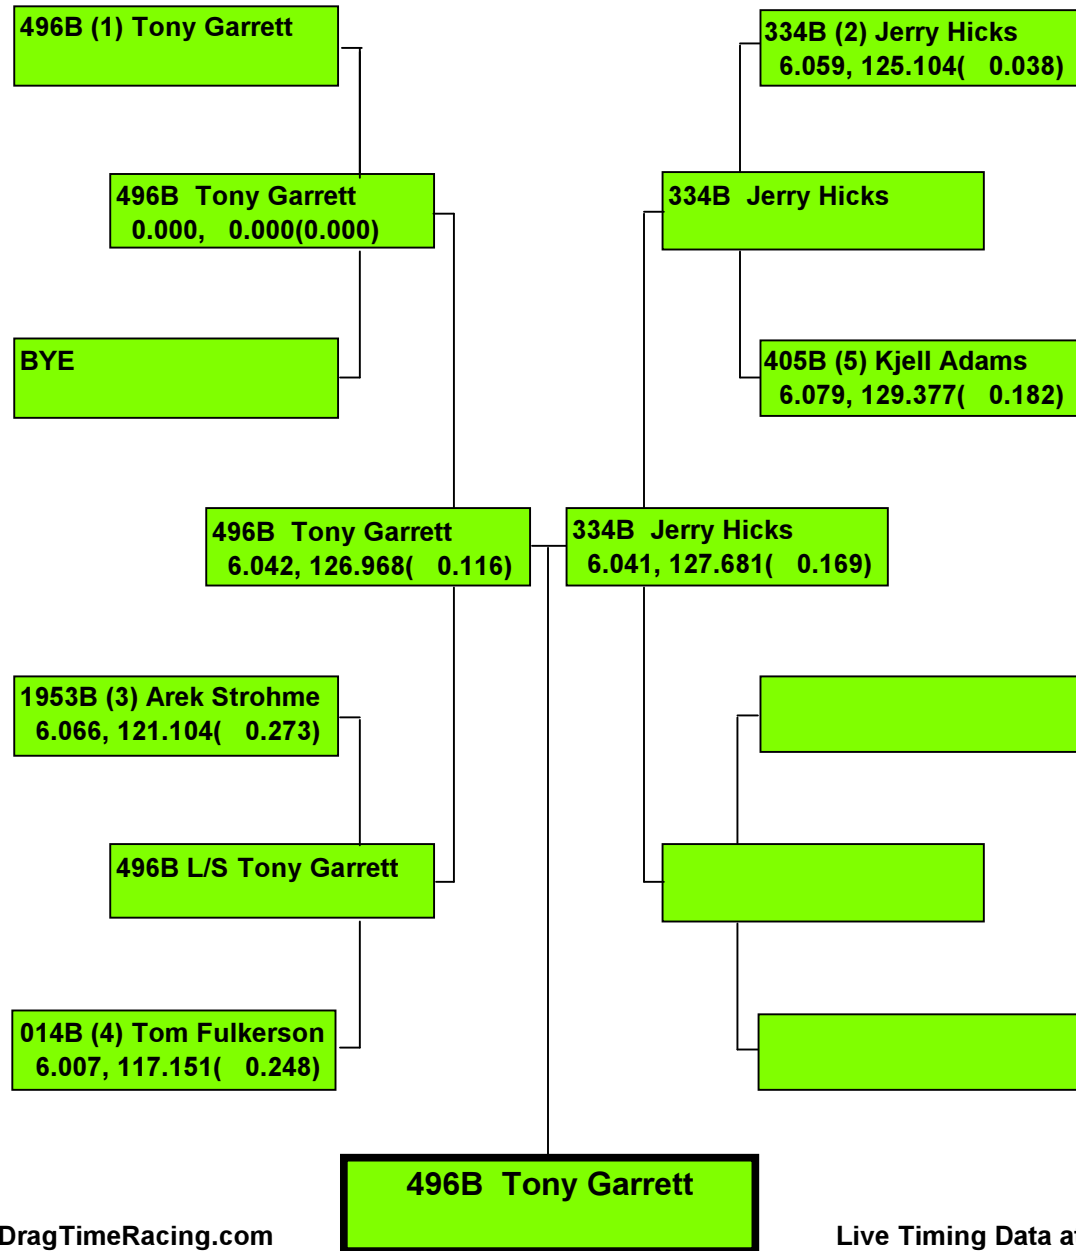 496B (1) Tony Garrett
334B (2) Jerry Hicks
6.059, 125.104( 0.038)
496B Tony Garrett
0.000, 0.000(0.000)
334B Jerry Hicks
BYE
405B (5) Kjell Adams
6.079, 129.377( 0.182)
496B Tony Garrett
6.042, 126.968( 0.116)
334B Jerry Hicks
6.041, 127.681( 0.169)
1953B (3) Arek Strohme
6.066, 121.104( 0.273)
496B L/S Tony Garrett
014B (4) Tom Fulkerson
6.007, 117.151( 0.248)
496B Tony Garrett
DragTimeRacing.com
Live Timing Data at